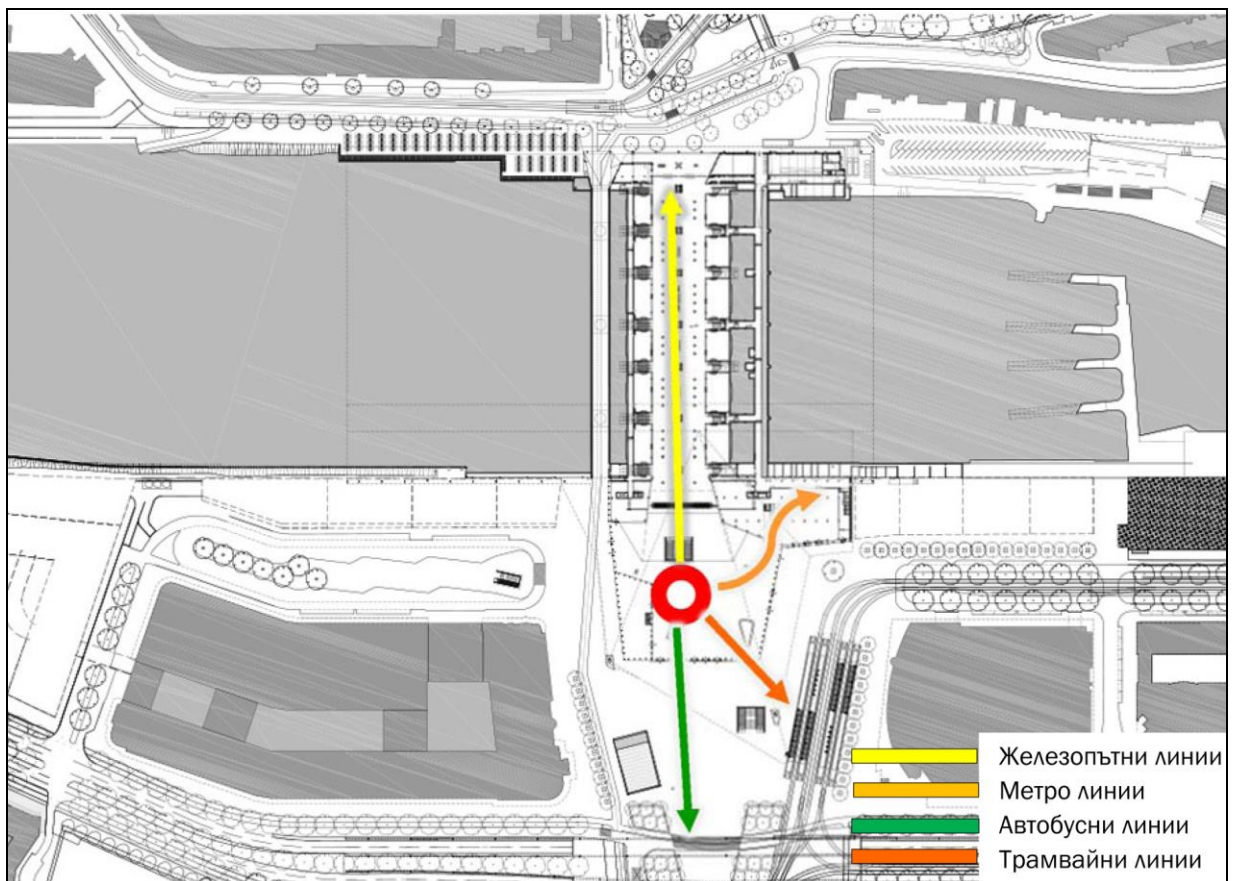 Железопътни линии
Метро линии
Автобусни линии
Трамвайни линии